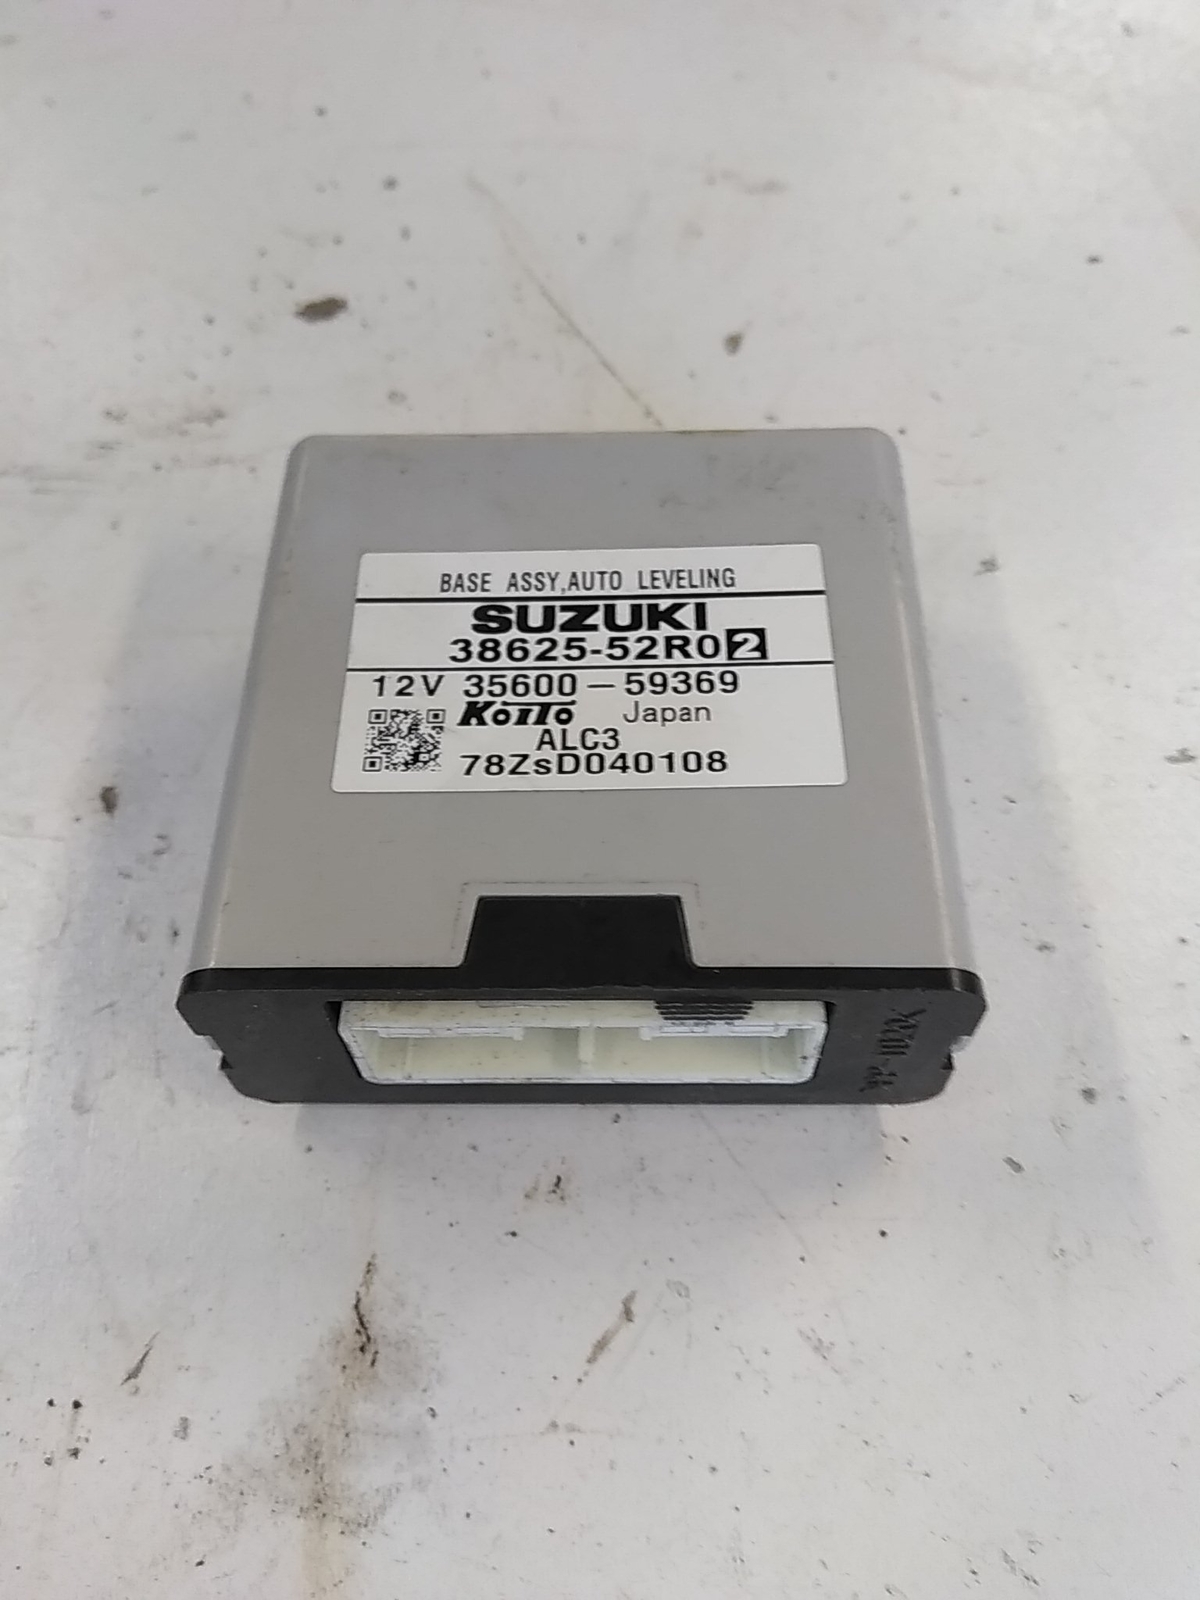 BASE ASSY,AUTO LEVELING
SUZUKI
38625-52R02
12V 35600-59369
KOITO Japan
ALC3
78ZsD040108